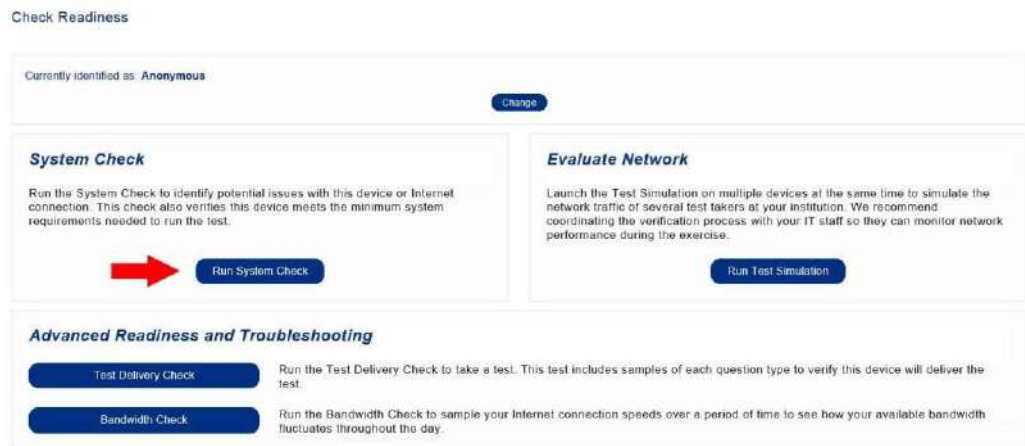 Check Readiness
Currently identified as: Anonymous
Change
System Check
Run the System Check to identify potential issues with this device or Internet
connection. This check also verifies this device meets the minimum system
requirements needed to run the test.
Run System Check
Evaluate Network
Launch the Test Simulation on multiple devices at the same time to simulate the
network traffic of several test takers at your institution. We recommend
coordinating the verification process with your IT staff so they can monitor network
performance during the exercise.
Run Test Simulation
Advanced Readiness and Troubleshooting
Test Delivery Check
Run the Test Delivery Check to take a test. This test includes samples of each question type to verify this device will deliver the
test.
Bandwidth Check
Run the Bandwidth Check to sample your Internet connection speeds over a period of time to see how your available bandwidth
fluctuates throughout the day.